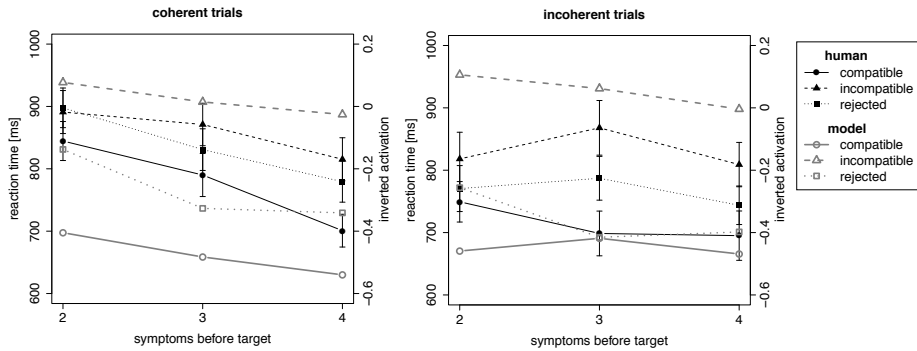 coherent trials
reaction time [ms]
1000
900
800
700
600
0.2
0
−0.2
−0.4
−0.6
inverted activation
2
3
4
symptoms before target
incoherent trials
reaction time [ms]
1000
900
800
700
600
0.2
0
−0.2
−0.4
−0.6
inverted activation
2
3
4
symptoms before target
human
compatible
incompatible
rejected
model
compatible
incompatible
rejected